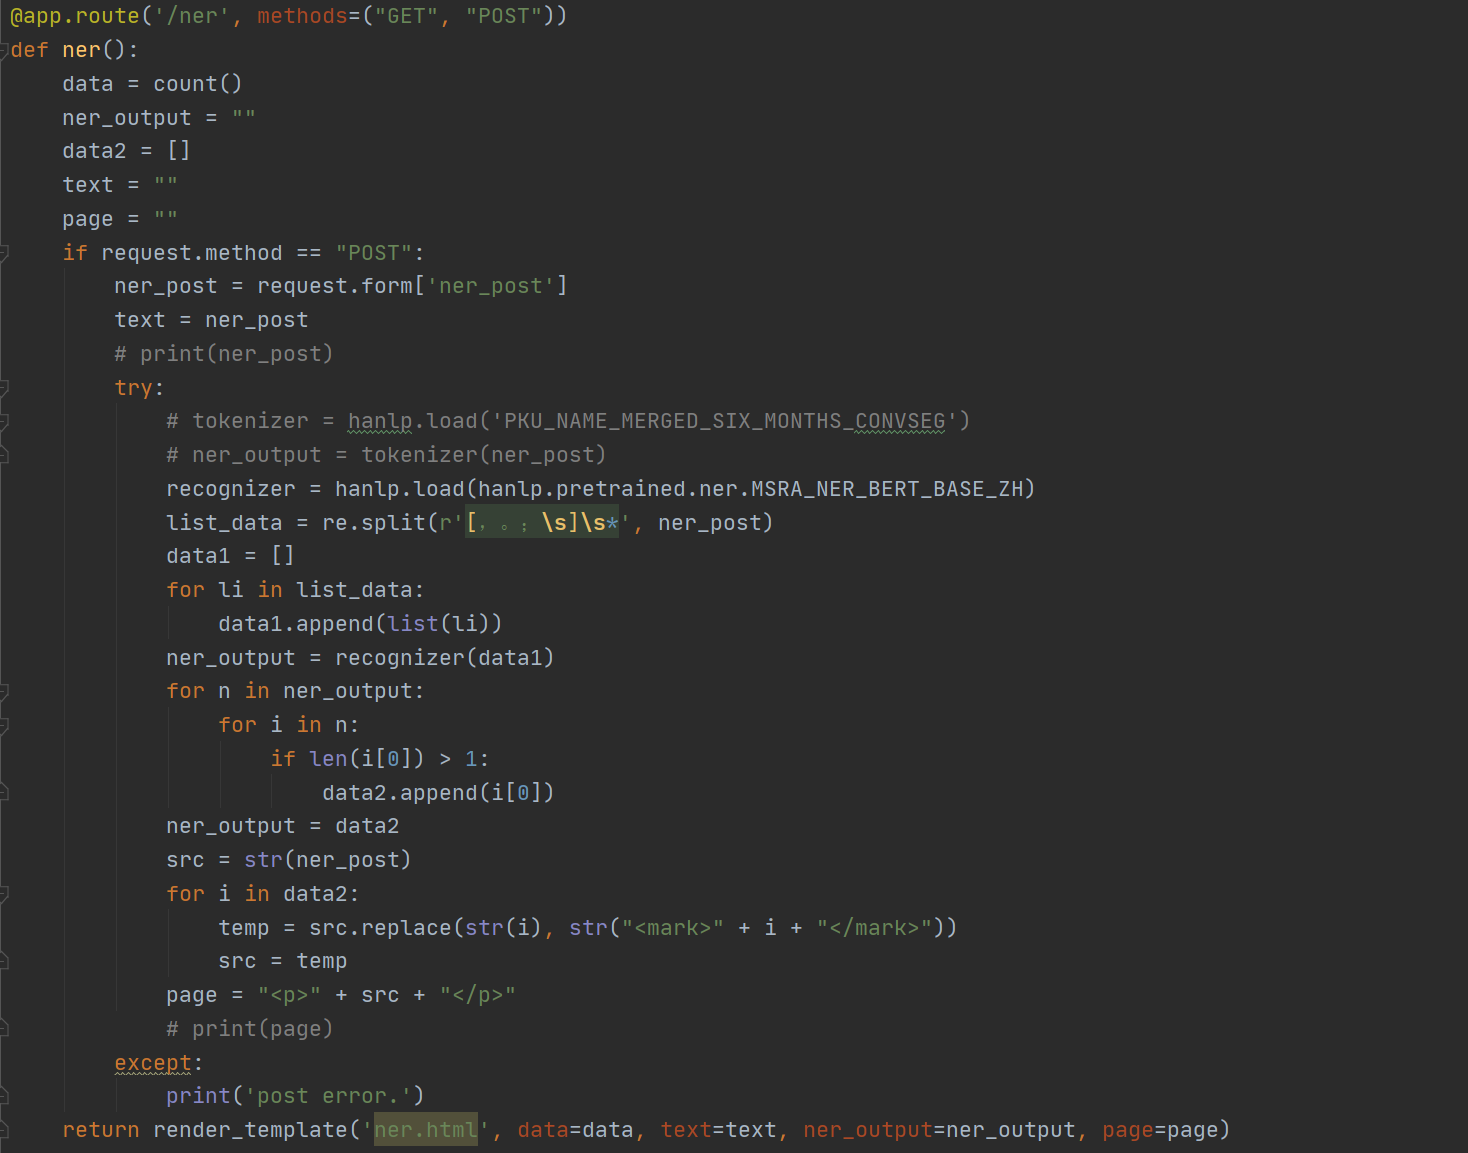 @app.route('/ner', methods=("GET", "POST"))
def ner():
    data = count()
    ner_output = ""
    data2 = []
    text = ""
    page = ""
    if request.method == "POST":
        ner_post = request.form['ner_post']
        text = ner_post
        # print(ner_post)
        try:
            # tokenizer = hanlp.load('PKU_NAME_MERGED_SIX_MONTHS_CONVSEG')
            # ner_output = tokenizer(ner_post)
            recognizer = hanlp.load(hanlp.pretrained.ner.MSRA_NER_BERT_BASE_ZH)
            list_data = re.split(r'[，。；\s]\s*', ner_post)
            data1 = []
            for li in list_data:
                data1.append(list(li))
            ner_output = recognizer(data1)
            for n in ner_output:
                for i in n:
                    if len(i[0]) > 1:
                        data2.append(i[0])
            ner_output = data2
            src = str(ner_post)
            for i in data2:
                temp = src.replace(str(i), str("<mark>" + i + "</mark>"))
                src = temp
            page = "<p>" + src + "</p>"
            # print(page)
        except:
            print('post error.')
    return render_template('ner.html', data=data, text=text, ner_output=ner_output, page=page)